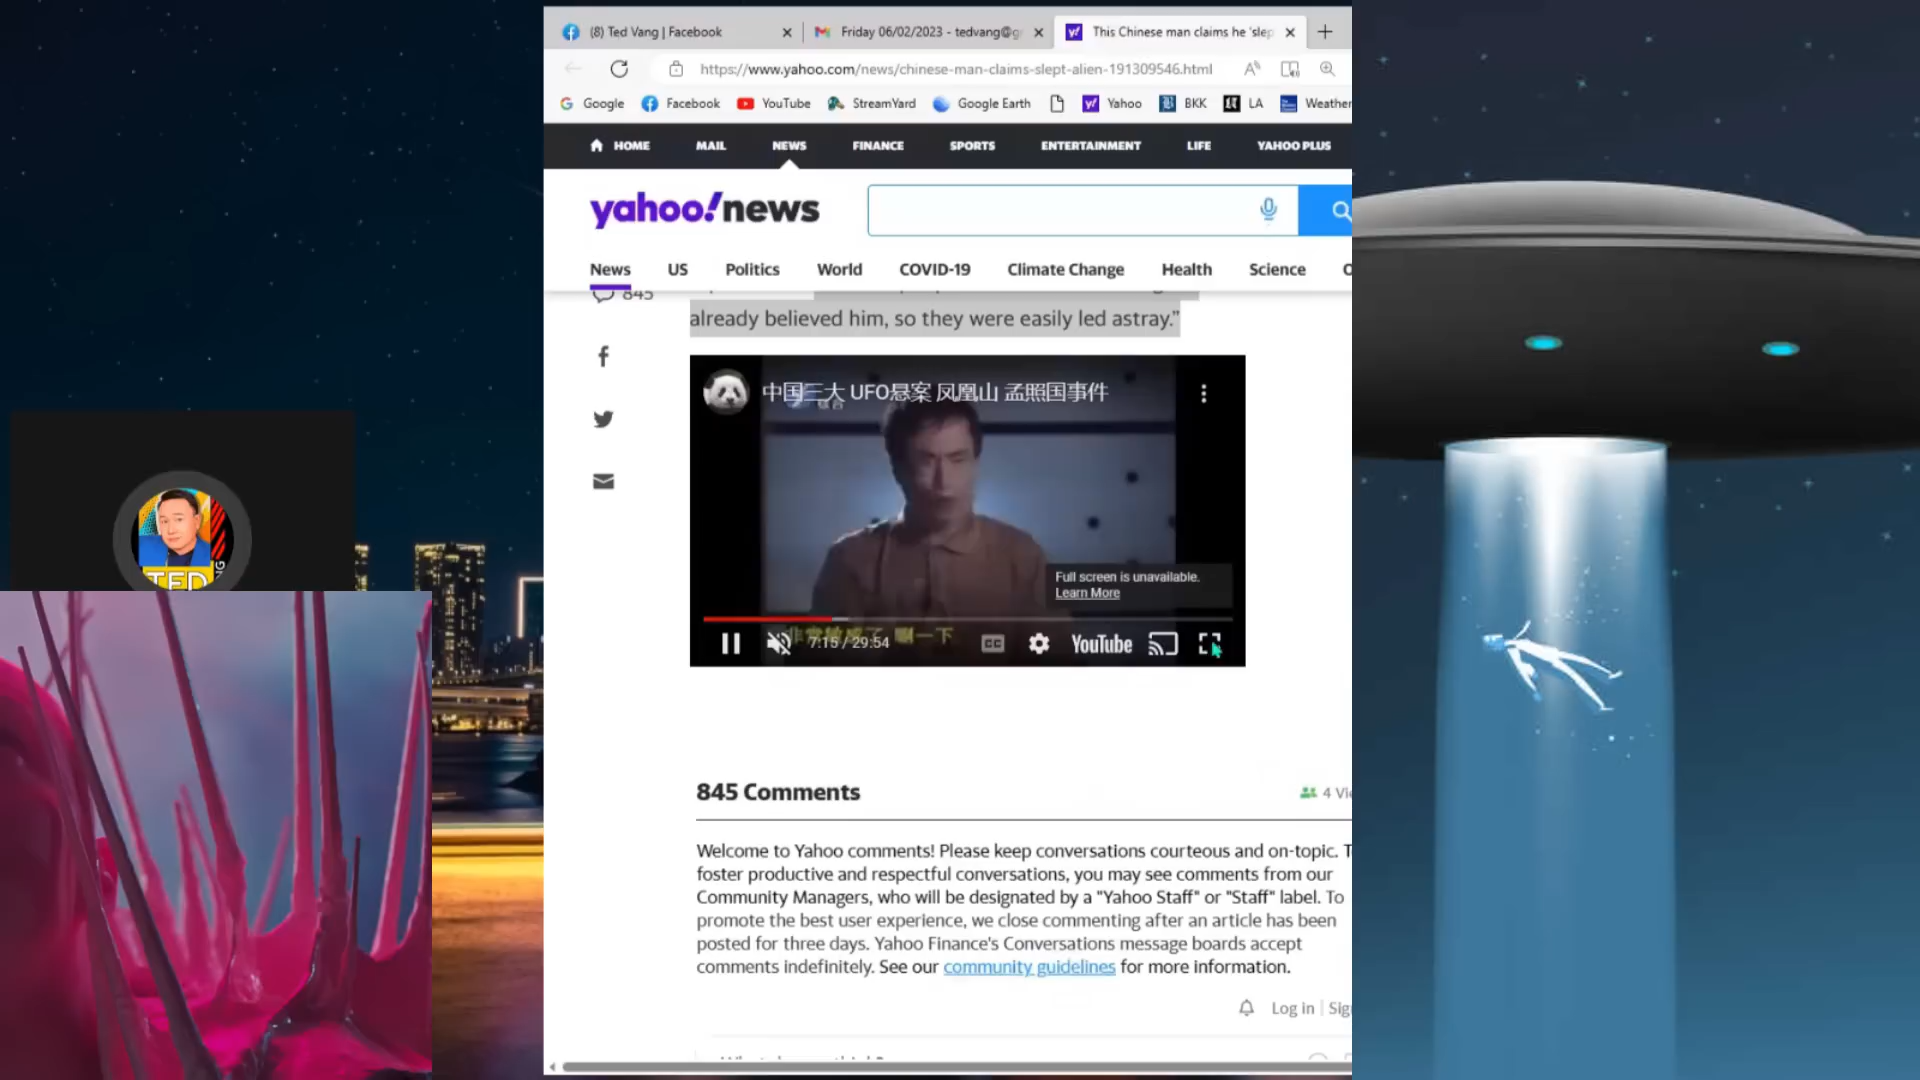 (8) Ted Vang | Facebook
Friday 06/02/2023 - tedvang@g
This Chinese man claims he 'slep
https://www.yahoo.com/news/chinese-man-claims-slept-alien-191309546.html
Google Facebook YouTube StreamYard Google Earth Yahoo BKK LA Weather
HOME MAIL NEWS FINANCE SPORTS ENTERTAINMENT LIFE YAHOO PLUS
yahoo!news
News US Politics World COVID-19 Climate Change Health Science
845
already believed him, so they were easily led astray."
中国三大 UFO悬案 凤凰山 孟照国事件
Full screen is unavailable.
Learn More
7:15 / 29:54
CC
YouTube
TED
845 Comments
4 Vie
Welcome to Yahoo comments! Please keep conversations courteous and on-topic. T
foster productive and respectful conversations, you may see comments from our
Community Managers, who will be designated by a "Yahoo Staff" or "Staff" label. To
promote the best user experience, we close commenting after an article has been
posted for three days. Yahoo Finance's Conversations message boards accept
comments indefinitely. See our community guidelines for more information.
Log in | Sig